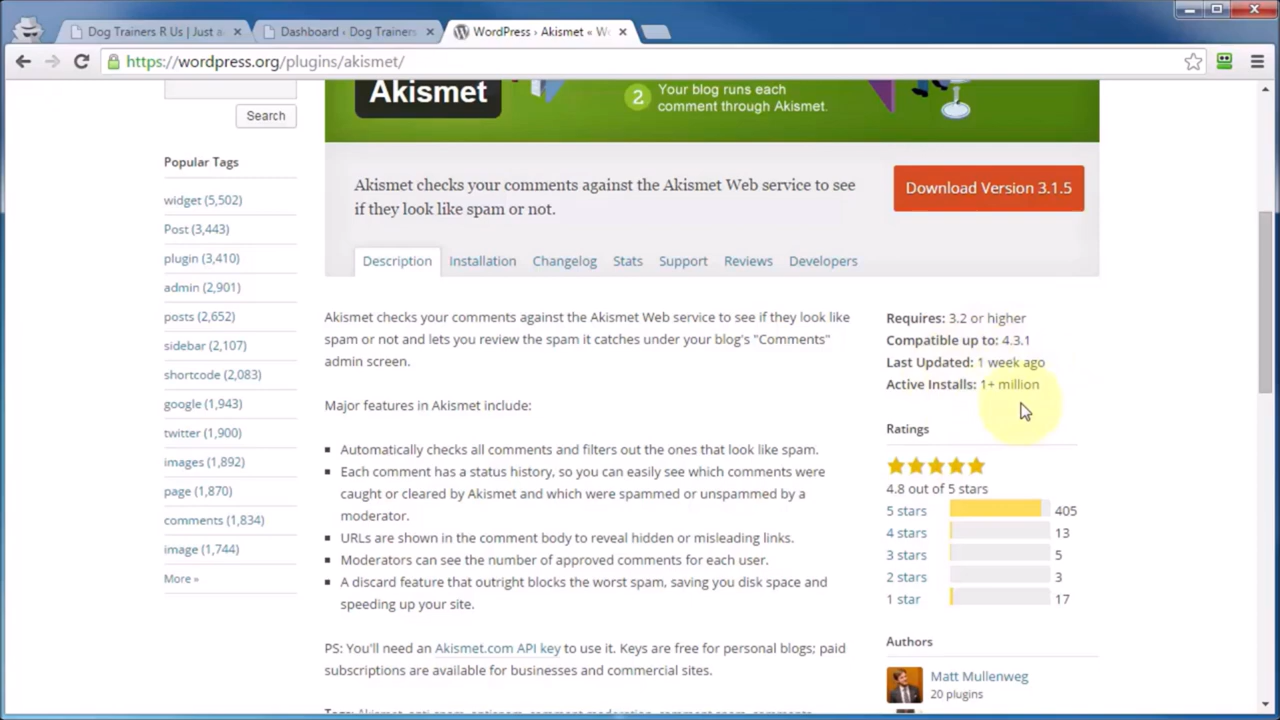 Dog Trainers R Us | Just a
Dashboard ‹ Dog Trainers
WordPress › Akismet « Wo
https://wordpress.org/plugins/akismet/
Akismet
2 Your blog runs each
comment through Akismet.
Search
Popular Tags
widget (5,502)
Post (3,443)
plugin (3,410)
admin (2,901)
posts (2,652)
sidebar (2,107)
shortcode (2,083)
google (1,943)
twitter (1,900)
images (1,892)
page (1,870)
comments (1,834)
image (1,744)
More »
Akismet checks your comments against the Akismet Web service to see
if they look like spam or not.
Download Version 3.1.5
Description Installation Changelog Stats Support Reviews Developers
Akismet checks your comments against the Akismet Web service to see if they look like
spam or not and lets you review the spam it catches under your blog's "Comments"
admin screen.
Major features in Akismet include:
Automatically checks all comments and filters out the ones that look like spam.
Each comment has a status history, so you can easily see which comments were
caught or cleared by Akismet and which were spammed or unspammed by a
moderator.
URLs are shown in the comment body to reveal hidden or misleading links.
Moderators can see the number of approved comments for each user.
A discard feature that outright blocks the worst spam, saving you disk space and
speeding up your site.
PS: You'll need an Akismet.com API key to use it. Keys are free for personal blogs; paid
subscriptions are available for businesses and commercial sites.
Requires: 3.2 or higher
Compatible up to: 4.3.1
Last Updated: 1 week ago
Active Installs: 1+ million
Ratings
4.8 out of 5 stars
5 stars 405
4 stars 13
3 stars 5
2 stars 3
1 star 17
Authors
Matt Mullenweg
20 plugins